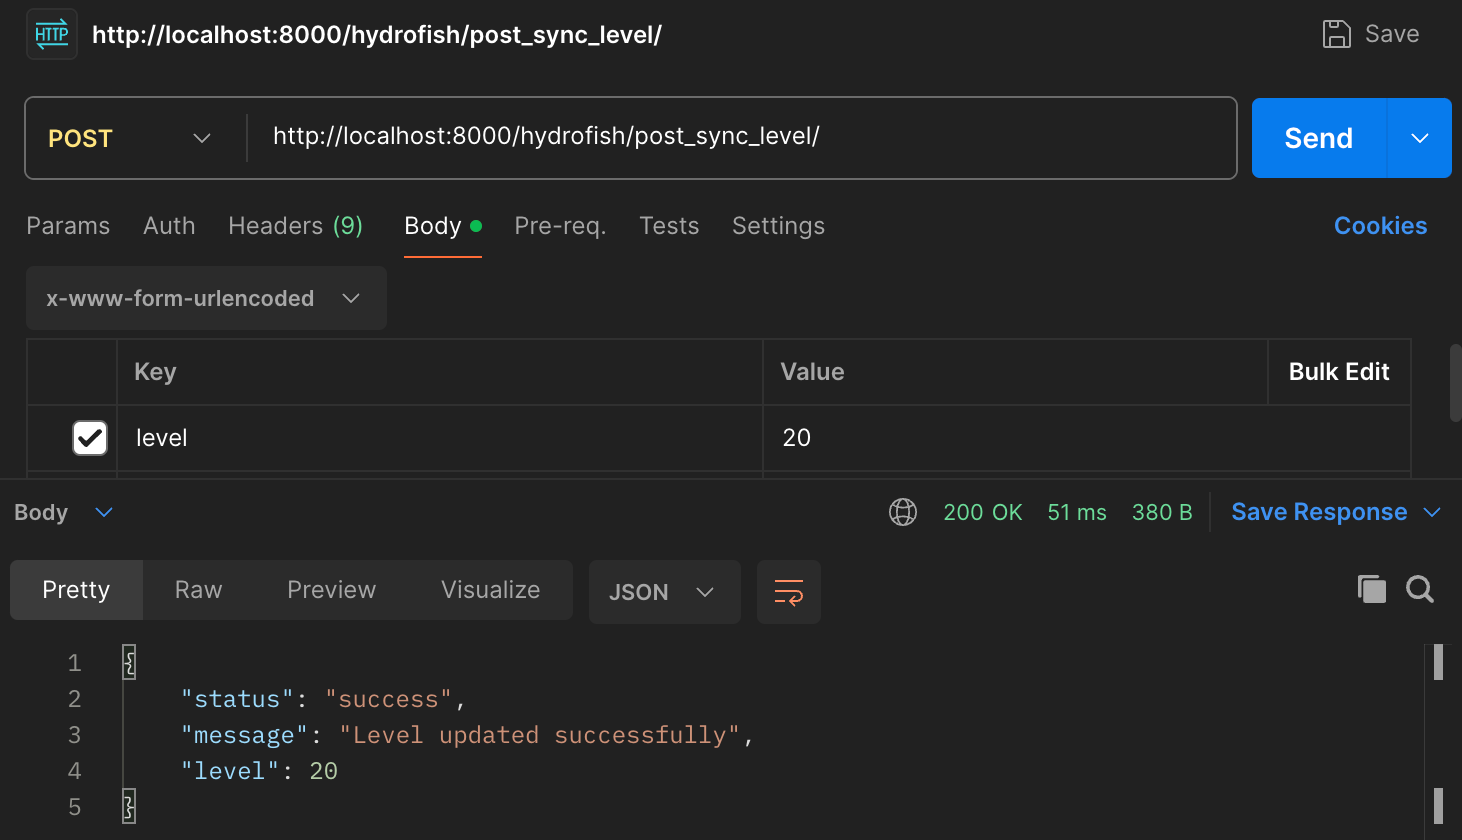 HTTP http://localhost:8000/hydrofish/post_sync_level/ Save
POST http://localhost:8000/hydrofish/post_sync_level/ Send
Params Auth Headers (9) Body Pre-req. Tests Settings Cookies
x-www-form-urlencoded
Key Value Bulk Edit
level 20
Body 200 OK 51 ms 380 B Save Response
Pretty Raw Preview Visualize JSON
1 {
2 "status": "success",
3 "message": "Level updated successfully",
4 "level": 20
5 }